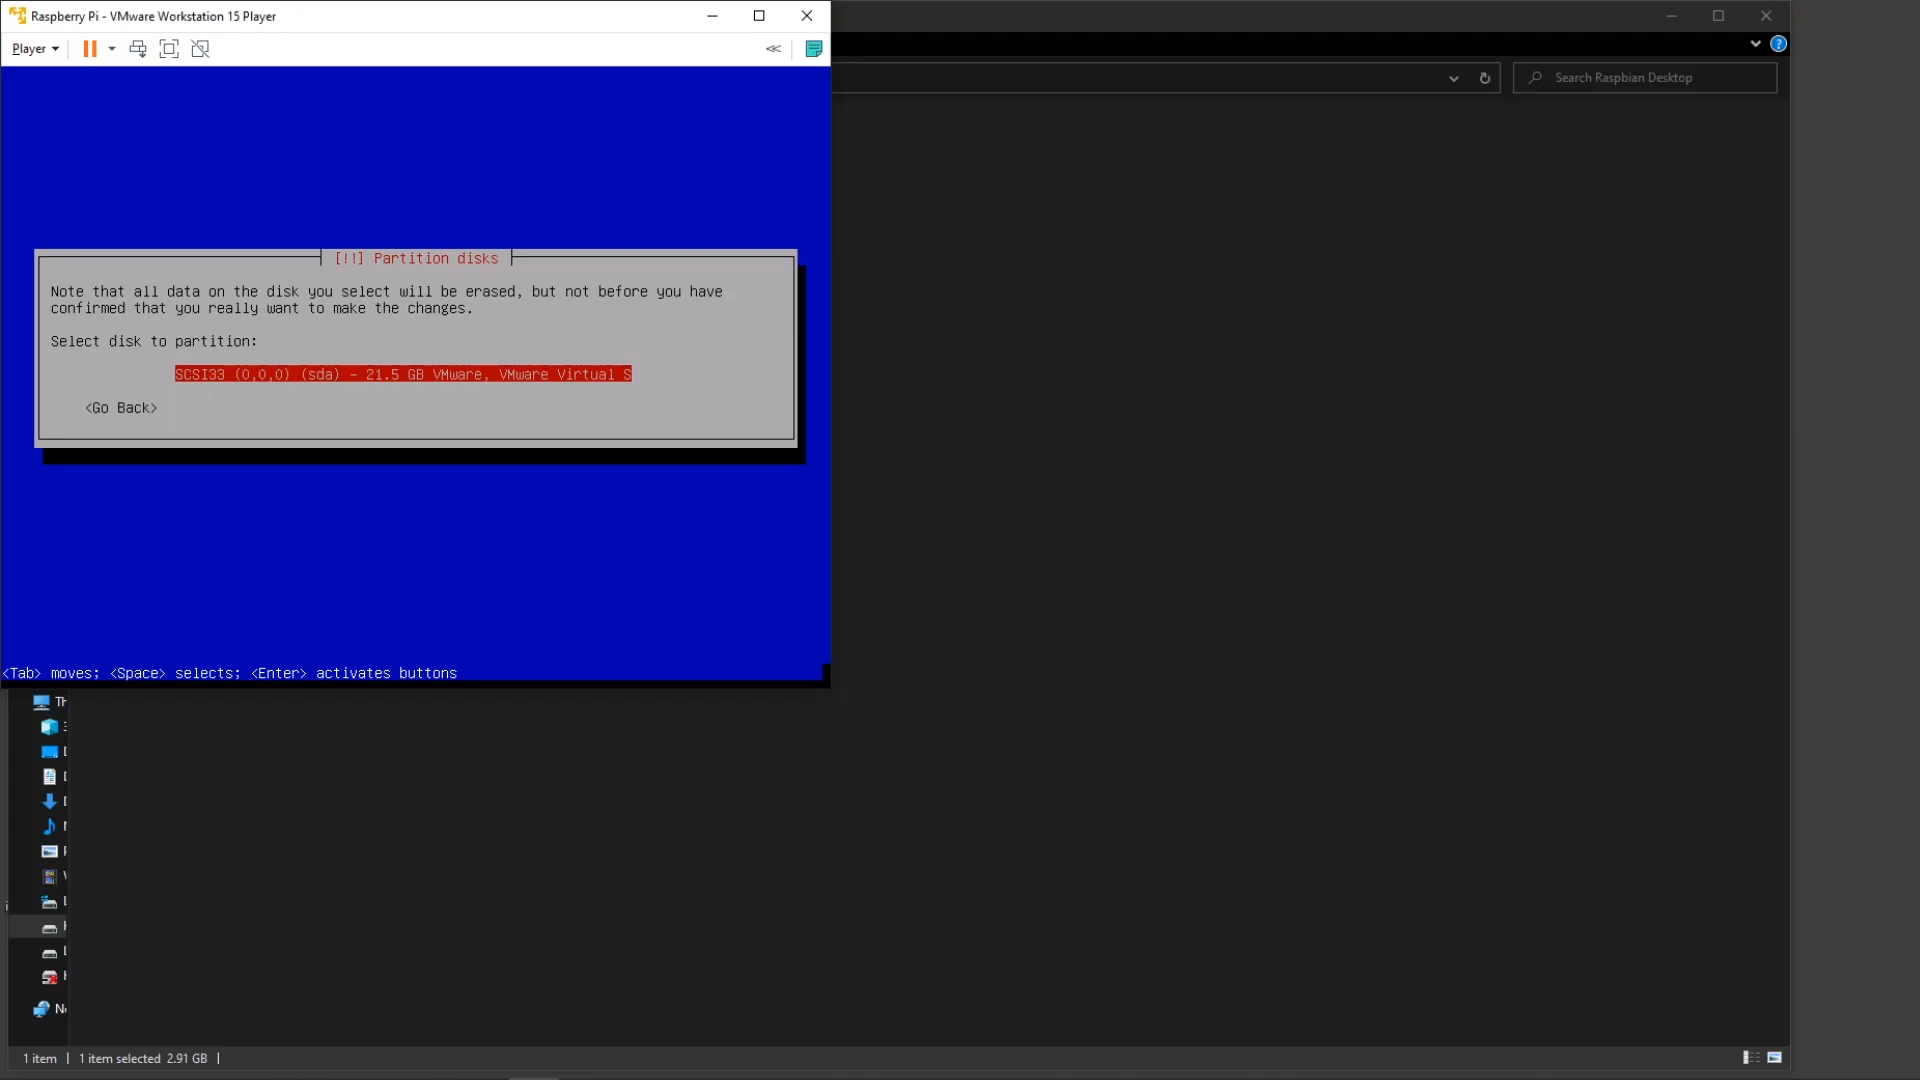 Raspberry Pi - VMware Workstation 15 Player
Player
Search Raspbian Desktop
[!!] Partition disks
Note that all data on the disk you select will be erased, but not before you have
confirmed that you really want to make the changes.
Select disk to partition:
SCSI33 (0,0,0) (sda) - 21.5 GB VMware, VMware Virtual S
<Go Back>
<Tab> moves; <Space> selects; <Enter> activates buttons
1 item | 1 item selected 2.91 GB |